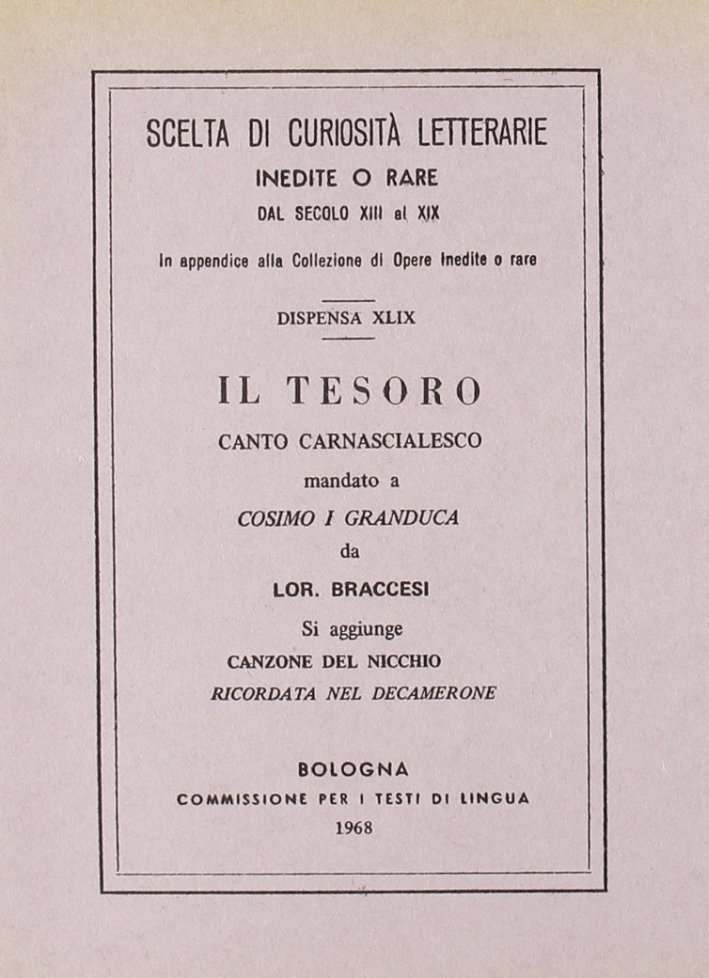 SCELTA DI CURIOSITÀ LETTERARIE
INEDITE O RARE
DAL SECOLO XIII al XIX
In appendice alla Collezione di Opere Inedite o rare
DISPENSA XLIX
IL TESORO
CANTO CARNASCIALESCO
mandato a
COSIMO I GRANDUCA
da
LOR. BRACCESI
Si aggiunge
CANZONE DEL NICCHIO
RICORDATA NEL DECAMERONE
BOLOGNA
COMMISSIONE PER I TESTI DI LINGUA
1968